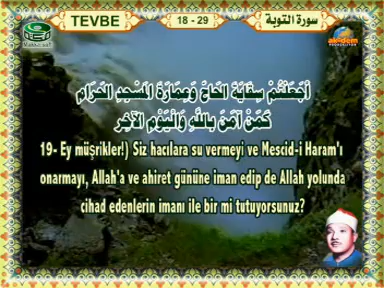 TEVBE
18 - 29
سورة التوبة
akademi
أَجَعَلْتُمْ سِقَايَةَ الْحَاجِّ وَعِمَارَةَ الْمَسْجِدِ الْحَرَامِ
كَمَنْ آمَنَ بِاللَّهِ وَالْيَوْمِ الْآخِرِ
19- Ey müşrikler!) Siz hacılara su vermeyi ve Mescid-i Haram'ı
onarmayı, Allah'a ve ahiret gününe iman edip de Allah yolunda
cihad edenlerin imanı ile bir mi tutuyorsunuz?